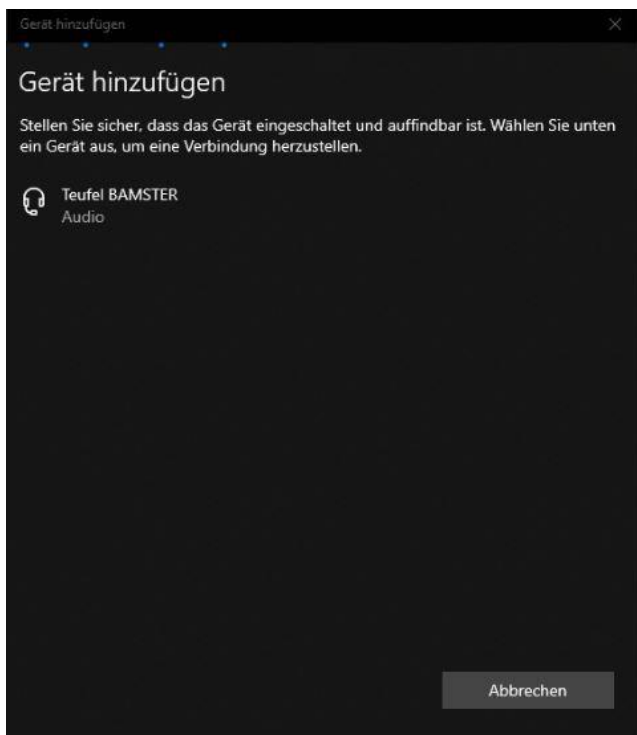 Gerät hinzufügen
Gerät hinzufügen
Stellen Sie sicher, dass das Gerät eingeschaltet und auffindbar ist. Wählen Sie unten
ein Gerät aus, um eine Verbindung herzustellen.
Teufel BAMSTER
Audio
Abbrechen